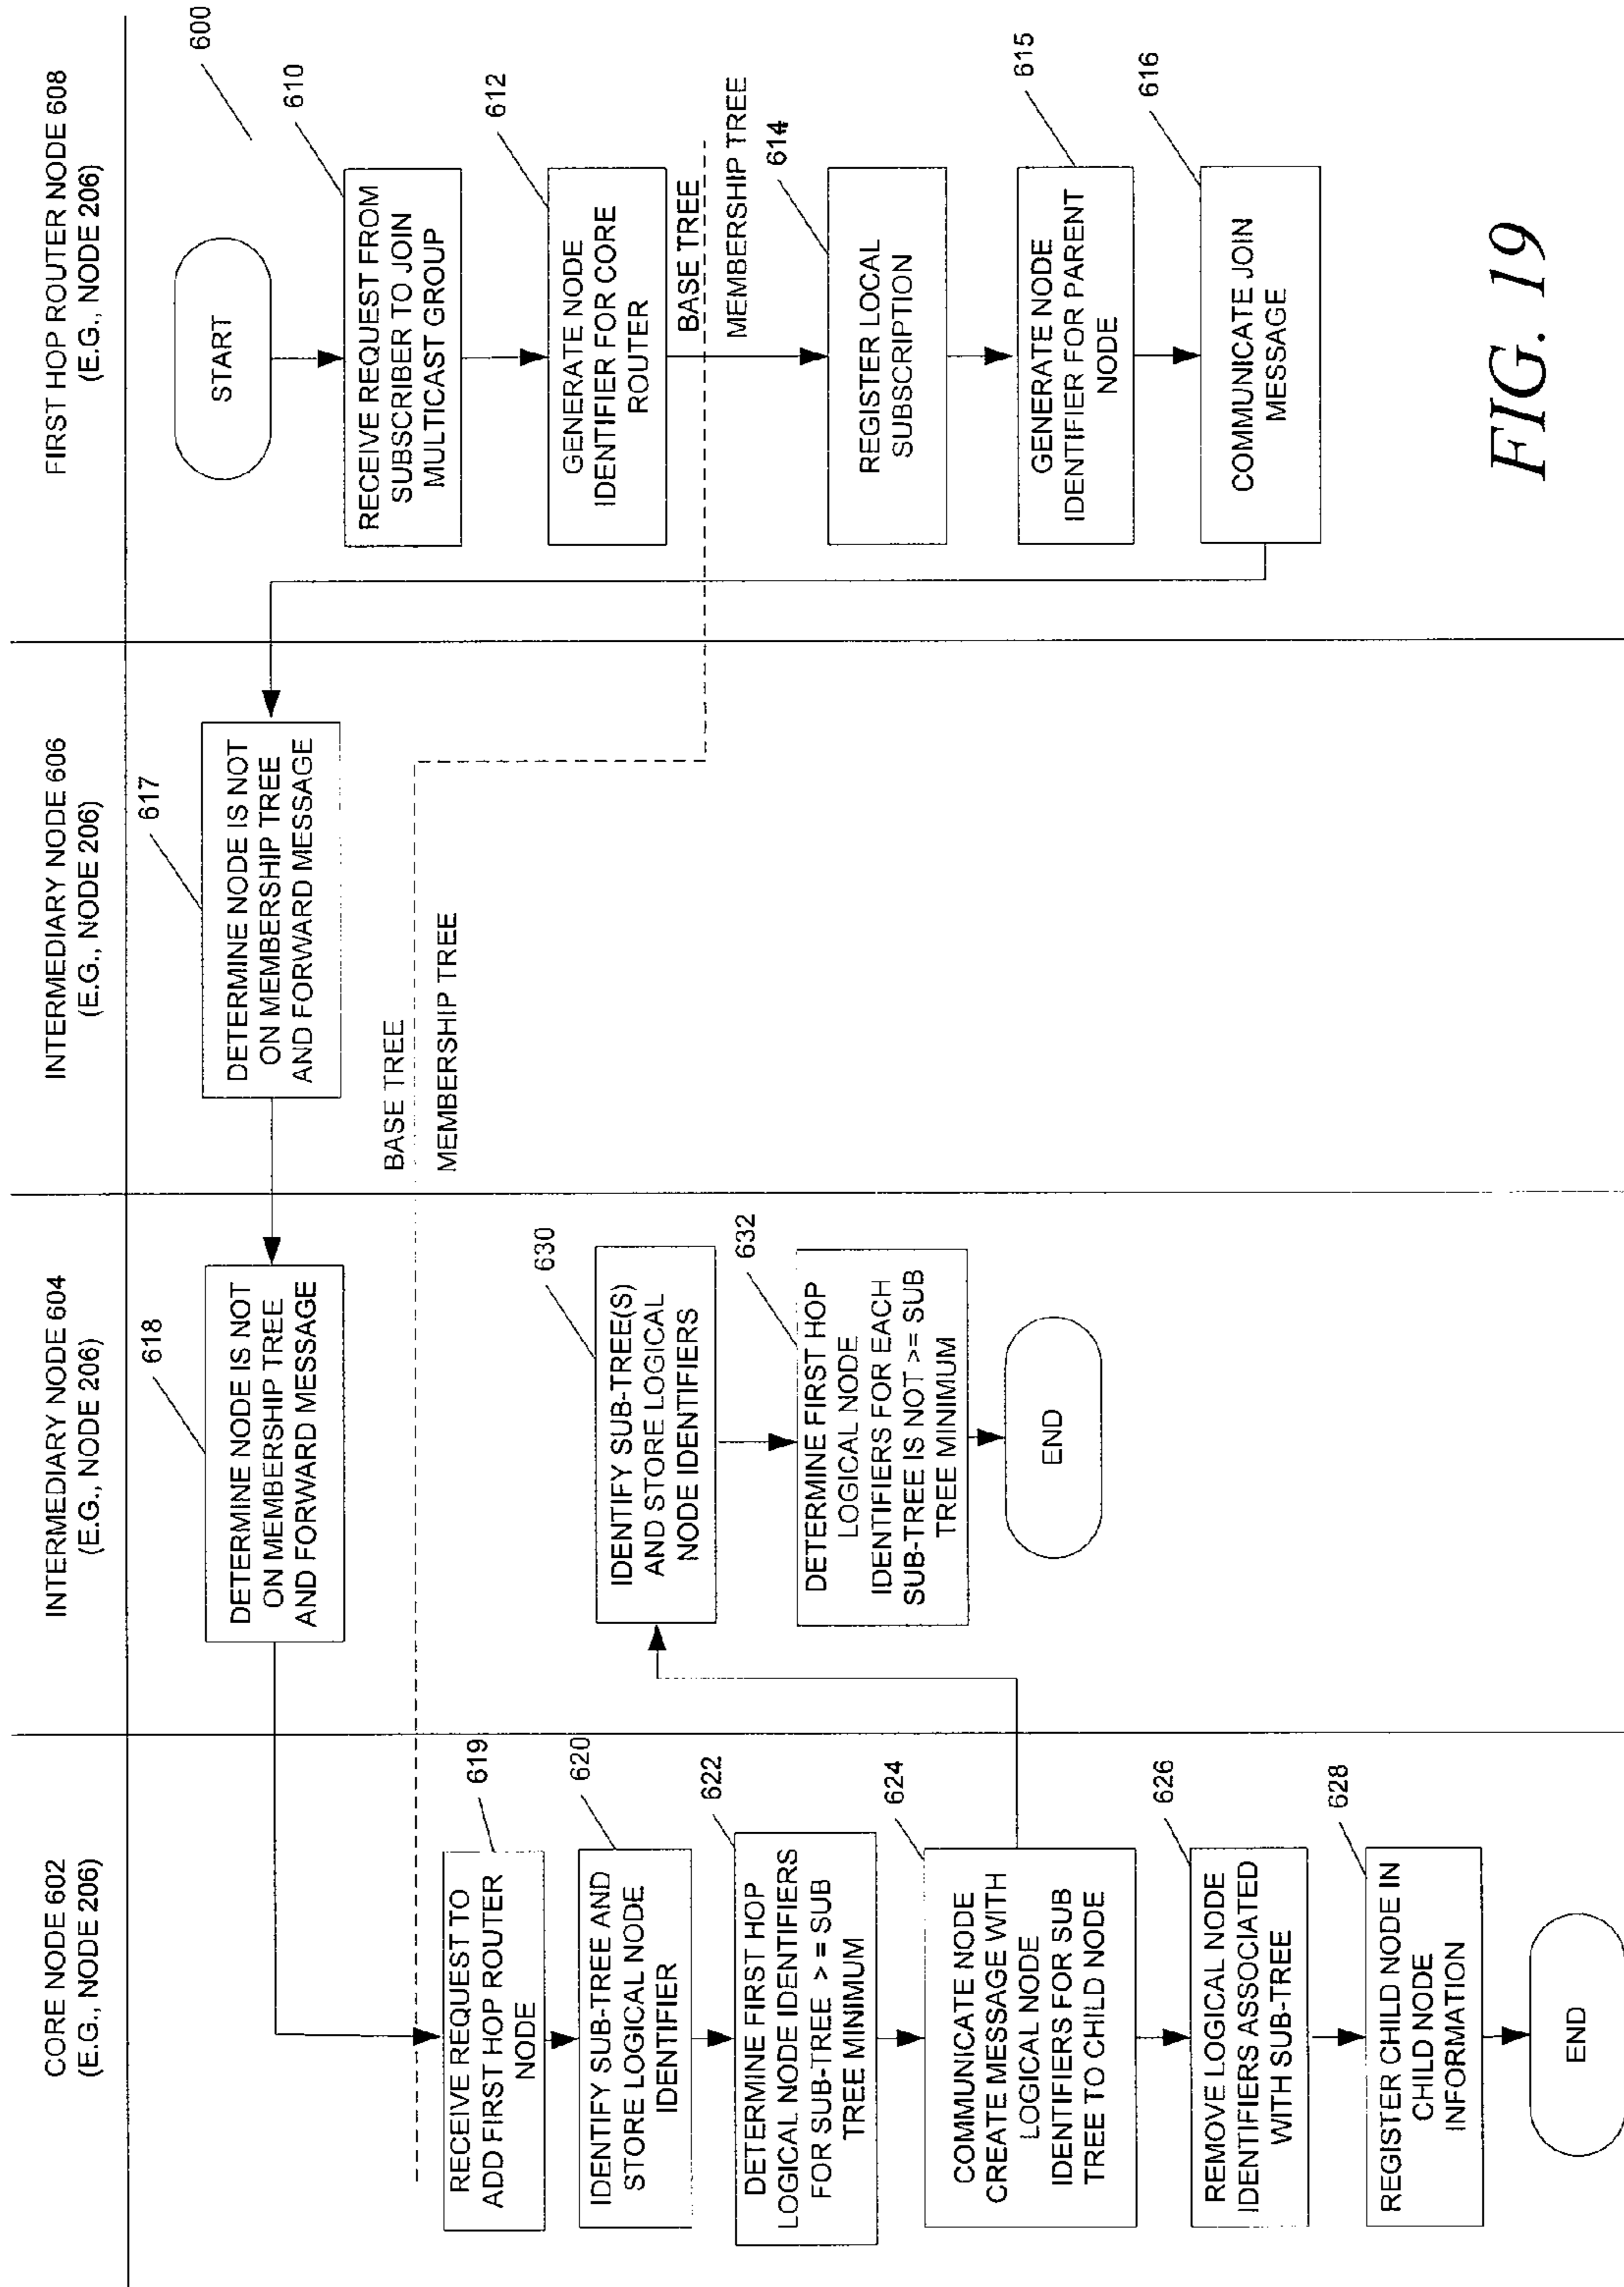 CORE NODE 602
(E.G., NODE 206)
INTERMEDIARY NODE 604
(E.G., NODE 206)
INTERMEDIARY NODE 606
(E.G., NODE 206)
FIRST HOP ROUTER NODE 608
(E.G., NODE 206)
600
START
610
RECEIVE REQUEST FROM
SUBSCRIBER TO JOIN
MULTICAST GROUP
612
GENERATE NODE
IDENTIFIER FOR CORE
ROUTER
BASE TREE
MEMBERSHIP TREE
614
REGISTER LOCAL
SUBSCRIPTION
615
GENERATE NODE
IDENTIFIER FOR PARENT
NODE
616
COMMUNICATE JOIN
MESSAGE
617
DETERMINE NODE IS NOT
ON MEMBERSHIP TREE
AND FORWARD MESSAGE
BASE TREE
MEMBERSHIP TREE
618
DETERMINE NODE IS NOT
ON MEMBERSHIP TREE
AND FORWARD MESSAGE
619
RECEIVE REQUEST TO
ADD FIRST HOP ROUTER
NODE
620
IDENTIFY SUB-TREE AND
STORE LOGICAL NODE
IDENTIFIER
622
DETERMINE FIRST HOP
LOGICAL NODE IDENTIFIERS
FOR SUB-TREE > = SUB
TREE MINIMUM
624
COMMUNICATE NODE
CREATE MESSAGE WITH
LOGICAL NODE
IDENTIFIERS FOR SUB
TREE TO CHILD NODE
626
REMOVE LOGICAL NODE
IDENTIFIERS ASSOCIATED
WITH SUB-TREE
628
REGISTER CHILD NODE IN
CHILD NODE
INFORMATION
END
630
IDENTIFY SUB-TREE(S)
AND STORE LOGICAL
NODE IDENTIFIERS
632
DETERMINE FIRST HOP
LOGICAL NODE
IDENTIFIERS FOR EACH
SUB-TREE IS NOT >= SUB
TREE MINIMUM
END
FIG. 19